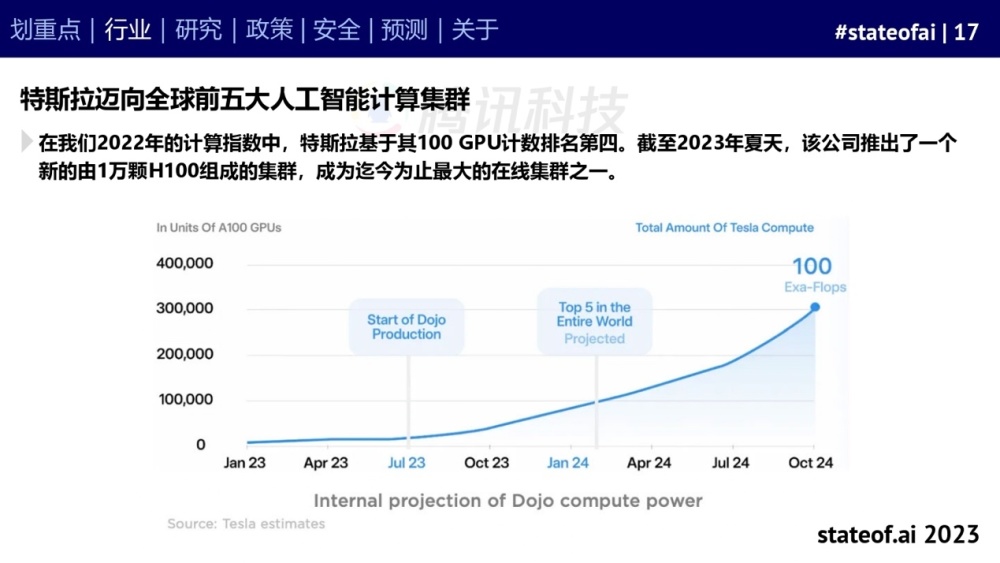 划重点 | 行业 | 研究 | 政策 | 安全 | 预测 | 关于
#stateofai | 17
特斯拉迈向全球前五大人工智能计算集群
腾讯科技
在我们2022年的计算指数中，特斯拉基于其100 GPU计数排名第四。截至2023年夏天，该公司推出了一个
新的由1万颗H100组成的集群，成为迄今为止最大的在线集群之一。
In Units Of A100 GPUs
Total Amount Of Tesla Compute
400,000
300,000
200,000
100,000
0
100
Exa-Flops
Start of Dojo
Production
Top 5 in the
Entire World
Projected
Jan 23 Apr 23 Jul 23 Oct 23 Jan 24 Apr 24 Jul 24 Oct 24
Internal projection of Dojo compute power
Source: Tesla estimates
stateof.ai 2023